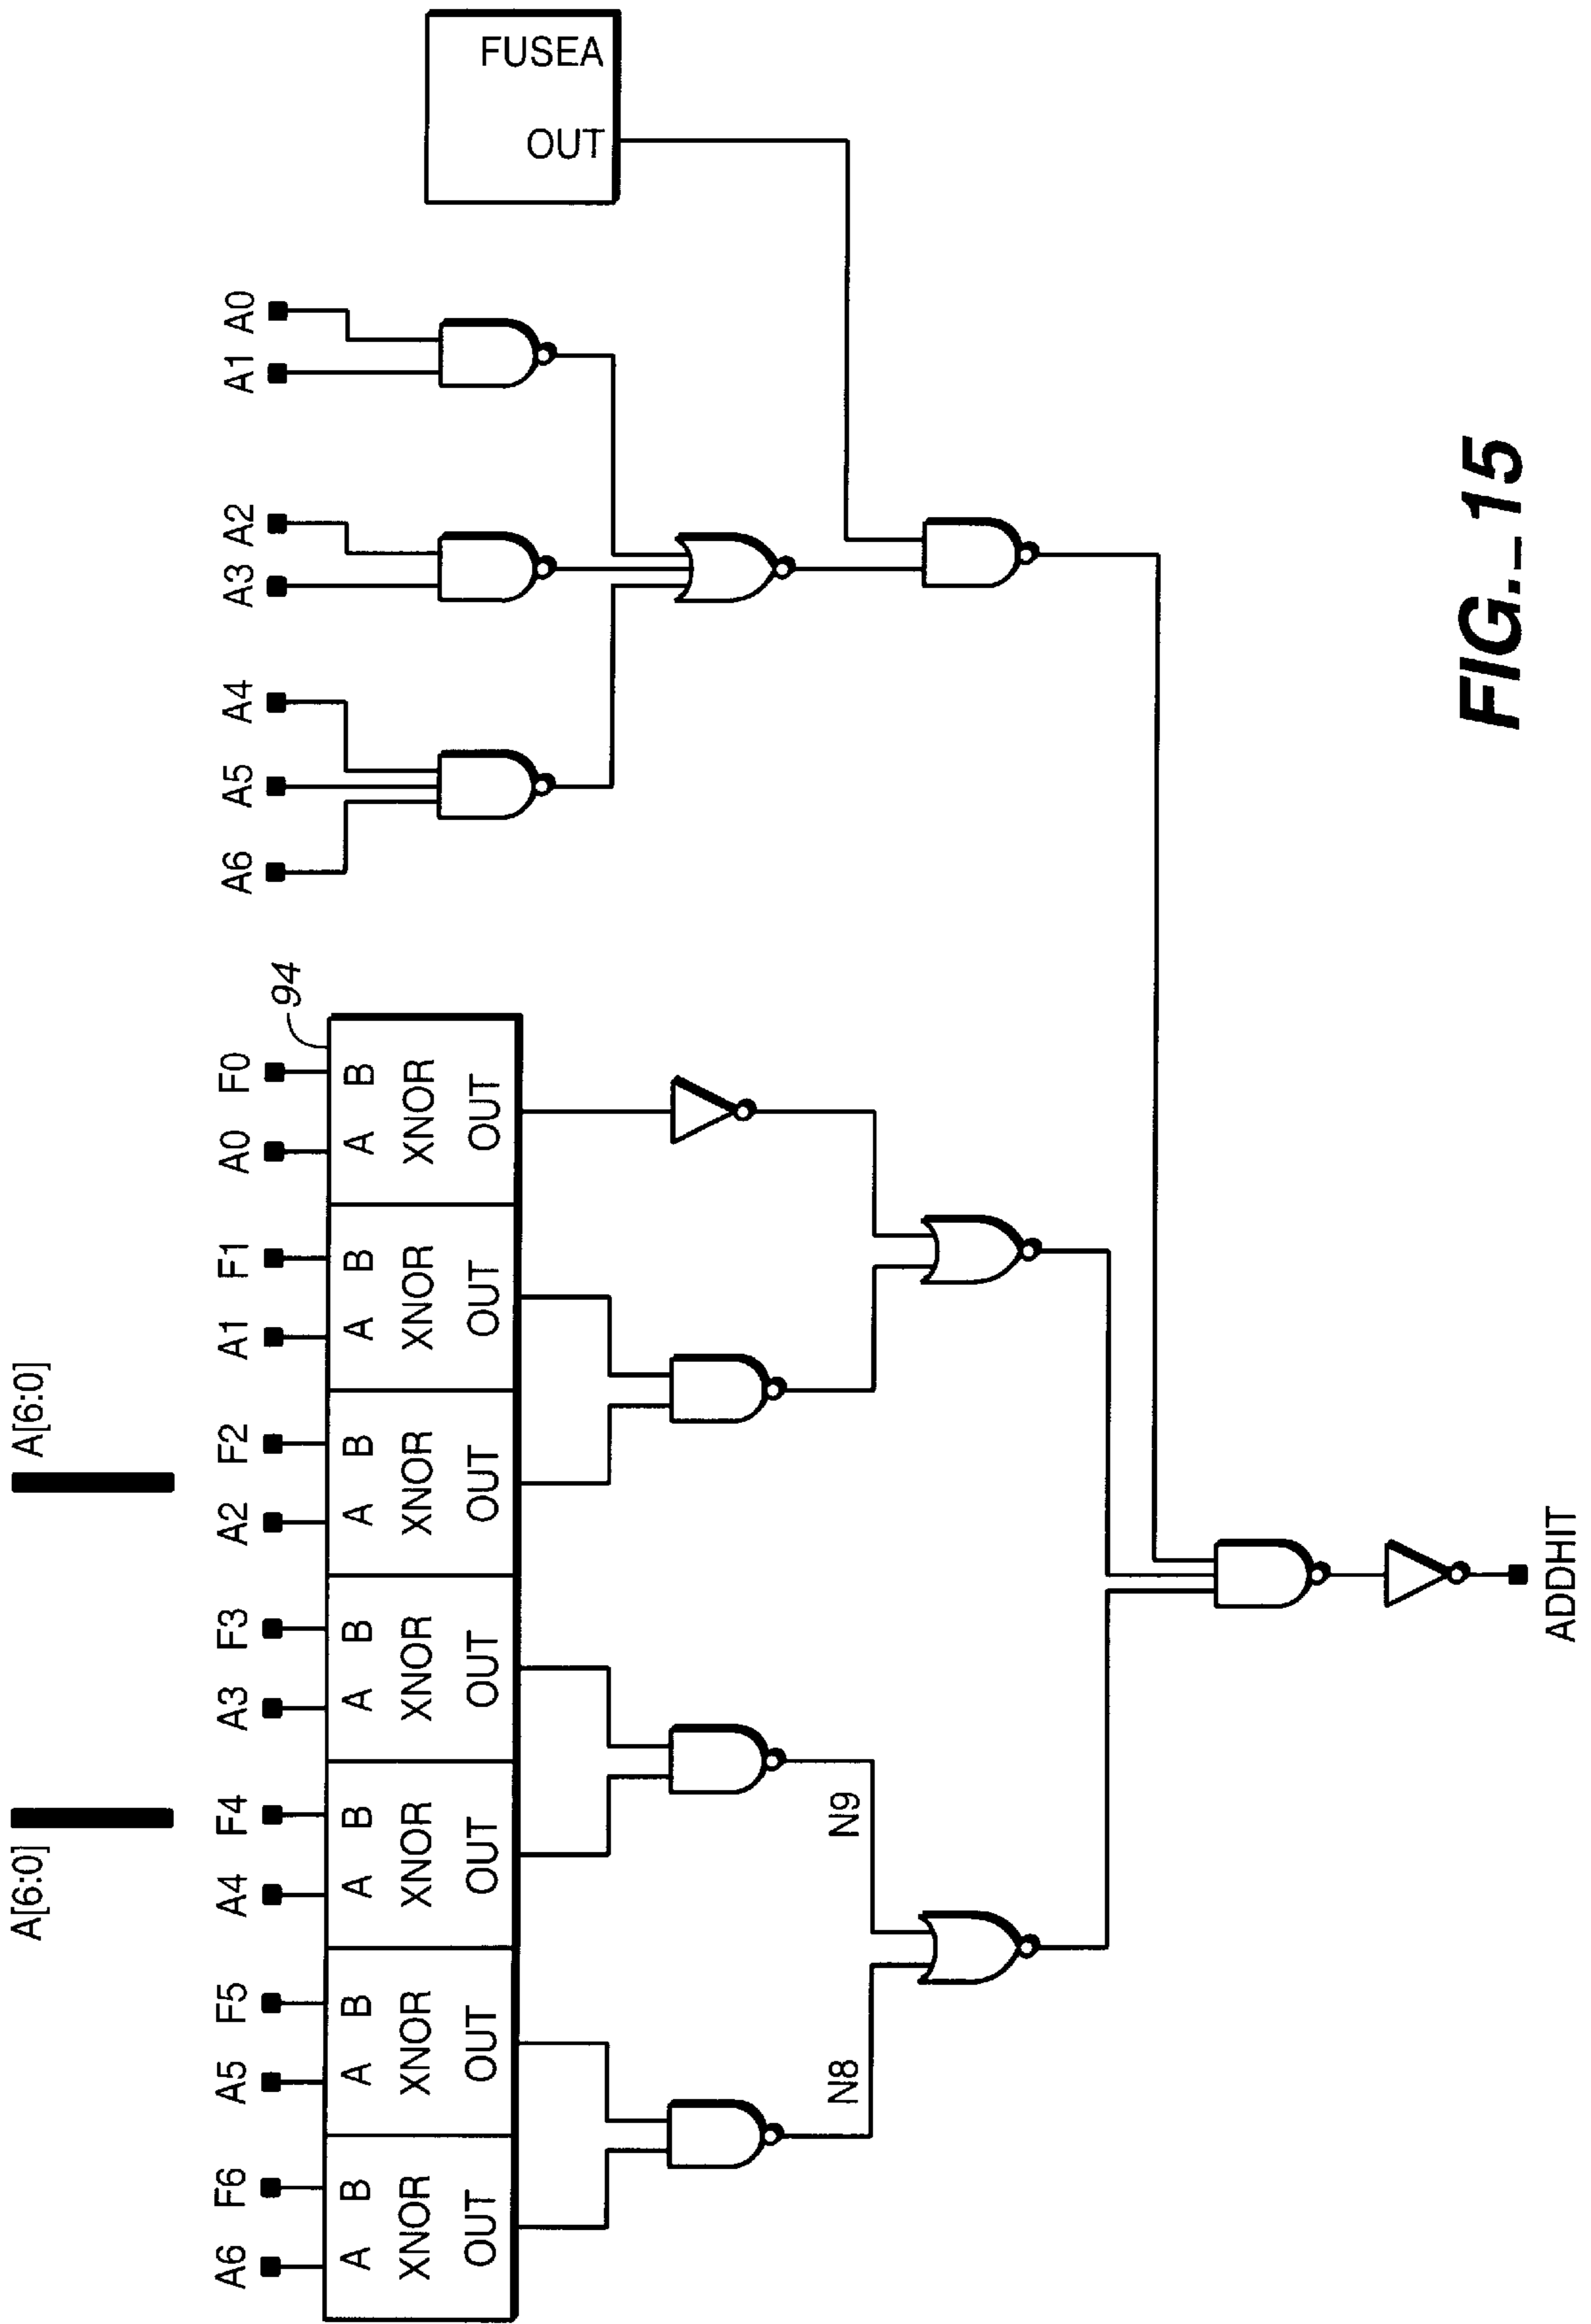 A[6:0]
A[6:0]
A6 F6 A5 F5 A4 F4 A3 F3 A2 F2 A1 F1 A0 F0
94
A B A B A B A B A B A B A B
XNOR XNOR XNOR XNOR XNOR XNOR XNOR
OUT OUT OUT OUT OUT OUT OUT
A6 A5 A4 A3 A2 A1 A0
FUSEA
OUT
N8 N9
ADDHIT
FIG._15